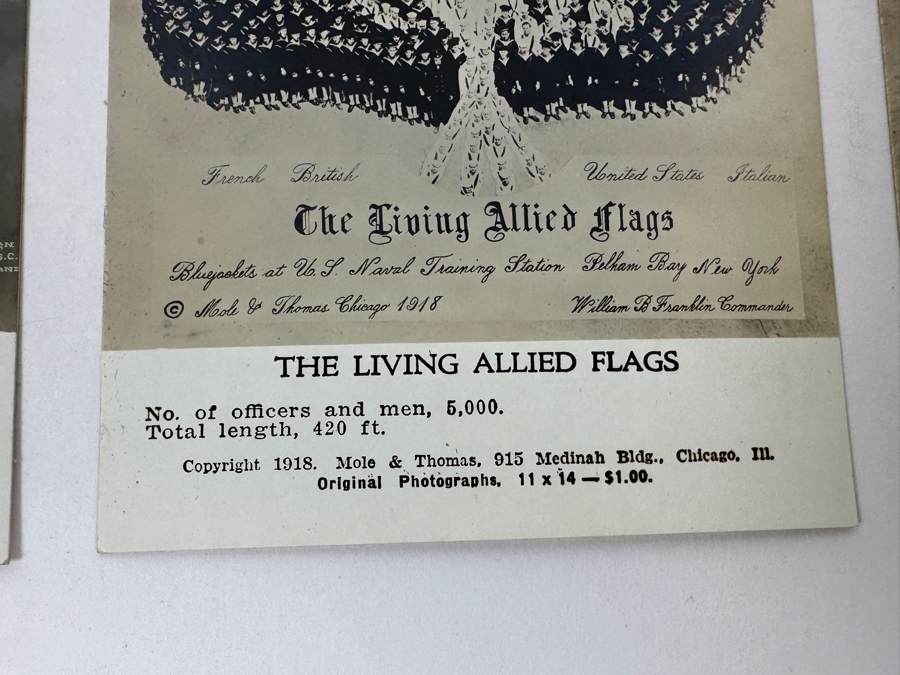 French British United States Italian
The Living Allied Flags
Bluejackets at U.S. Naval Training Station Pelham Bay New York
© Mole & Thomas Chicago 1918 William B Franklin Commander
THE LIVING ALLIED FLAGS
No. of officers and men, 5,000.
Total length, 420 ft.
Copyright 1918. Mole & Thomas, 915 Medinah Bldg., Chicago, Ill.
Original Photographs, 11 x 14 — $1.00.